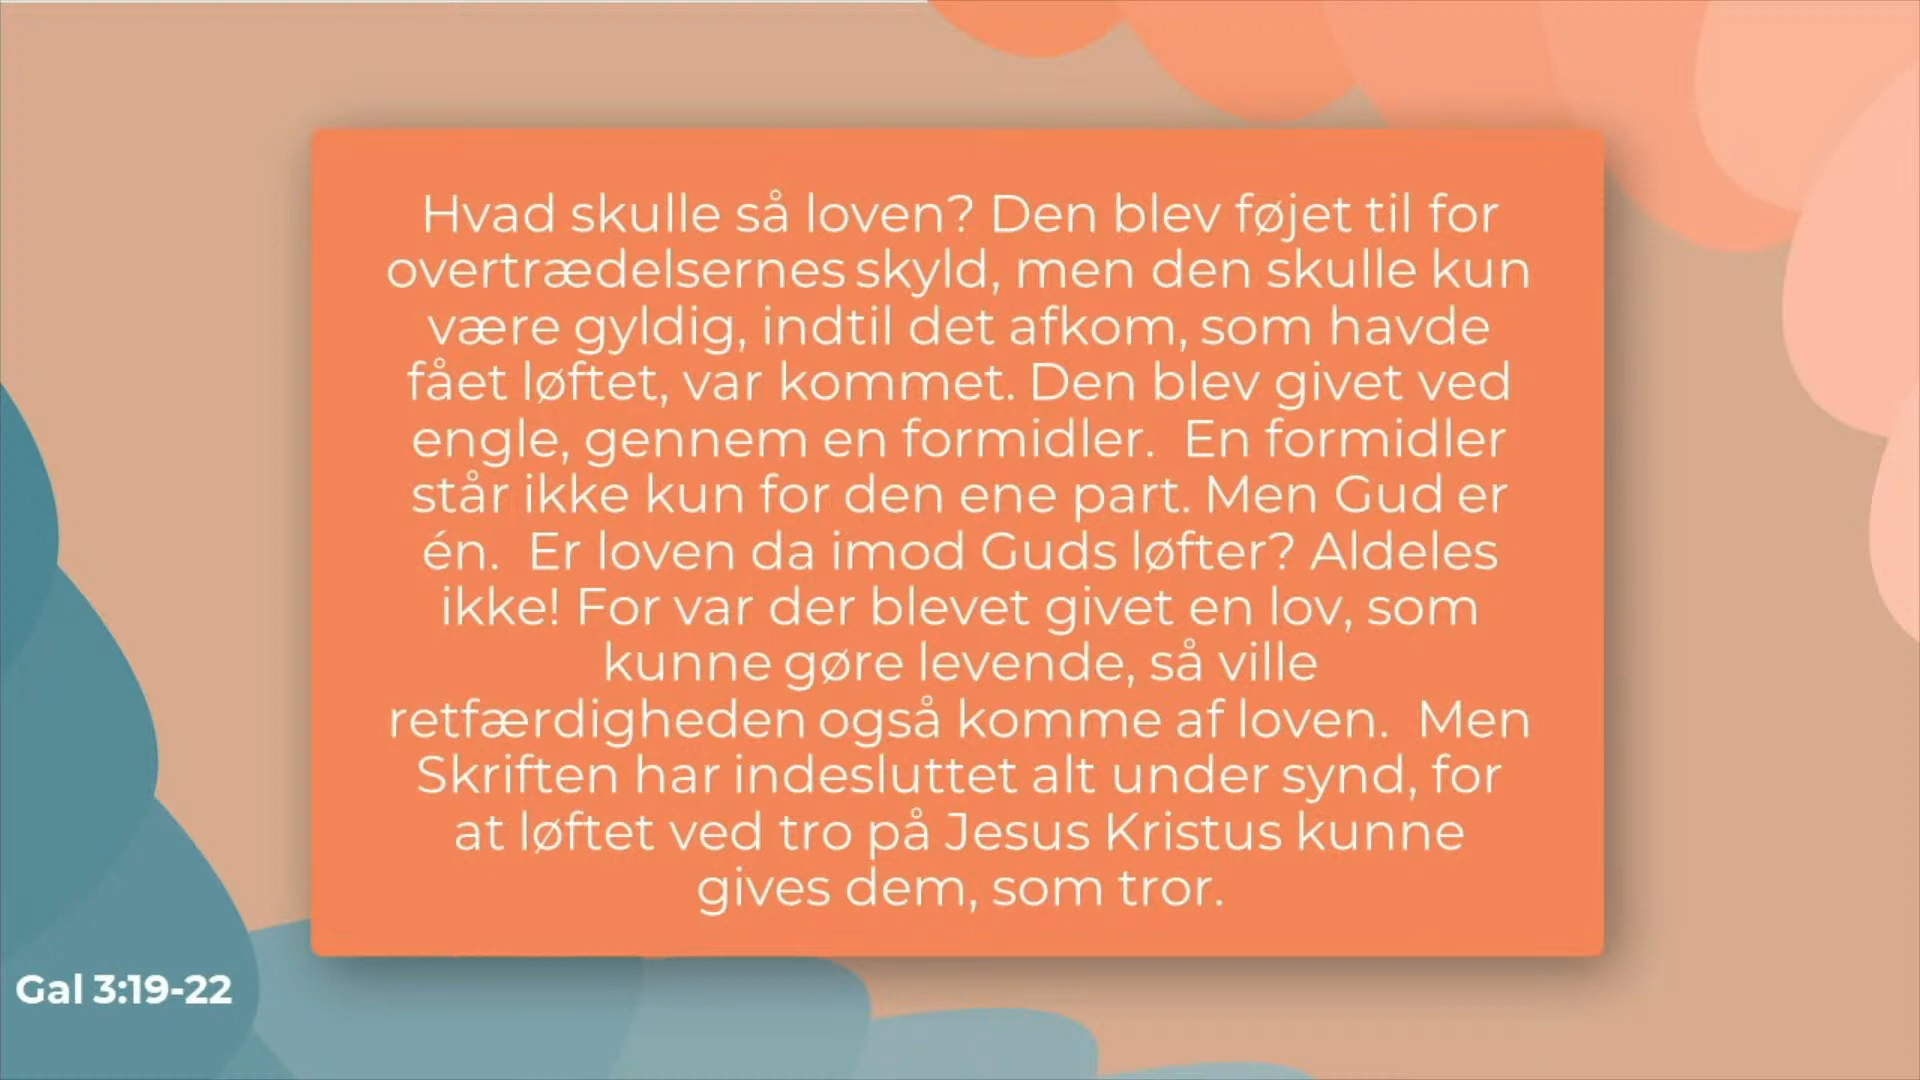 Hvad skulle så loven? Den blev føjet til for
overtrædelsernes skyld, men den skulle kun
være gyldig, indtil det afkom, som havde
fået løftet, var kommet. Den blev givet ved
engle, gennem en formidler.  En formidler
står ikke kun for den ene part. Men Gud er
én.  Er loven da imod Guds løfter? Aldeles
ikke! For var der blevet givet en lov, som
kunne gøre levende, så ville
retfærdigheden også komme af loven.  Men
Skriften har indesluttet alt under synd, for
at løftet ved tro på Jesus Kristus kunne
gives dem, som tror.
Gal 3:19-22